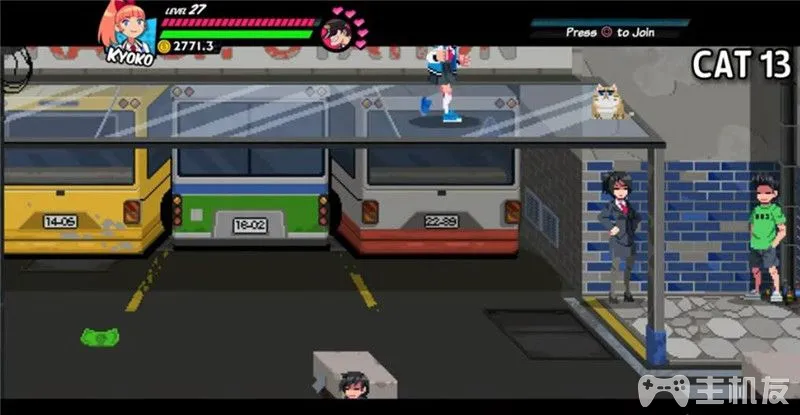 LEVEL 27
2771.3
KYOKO
Press to Join
CAT 13
STATION
14-05
16-02
22-89
003
主机友